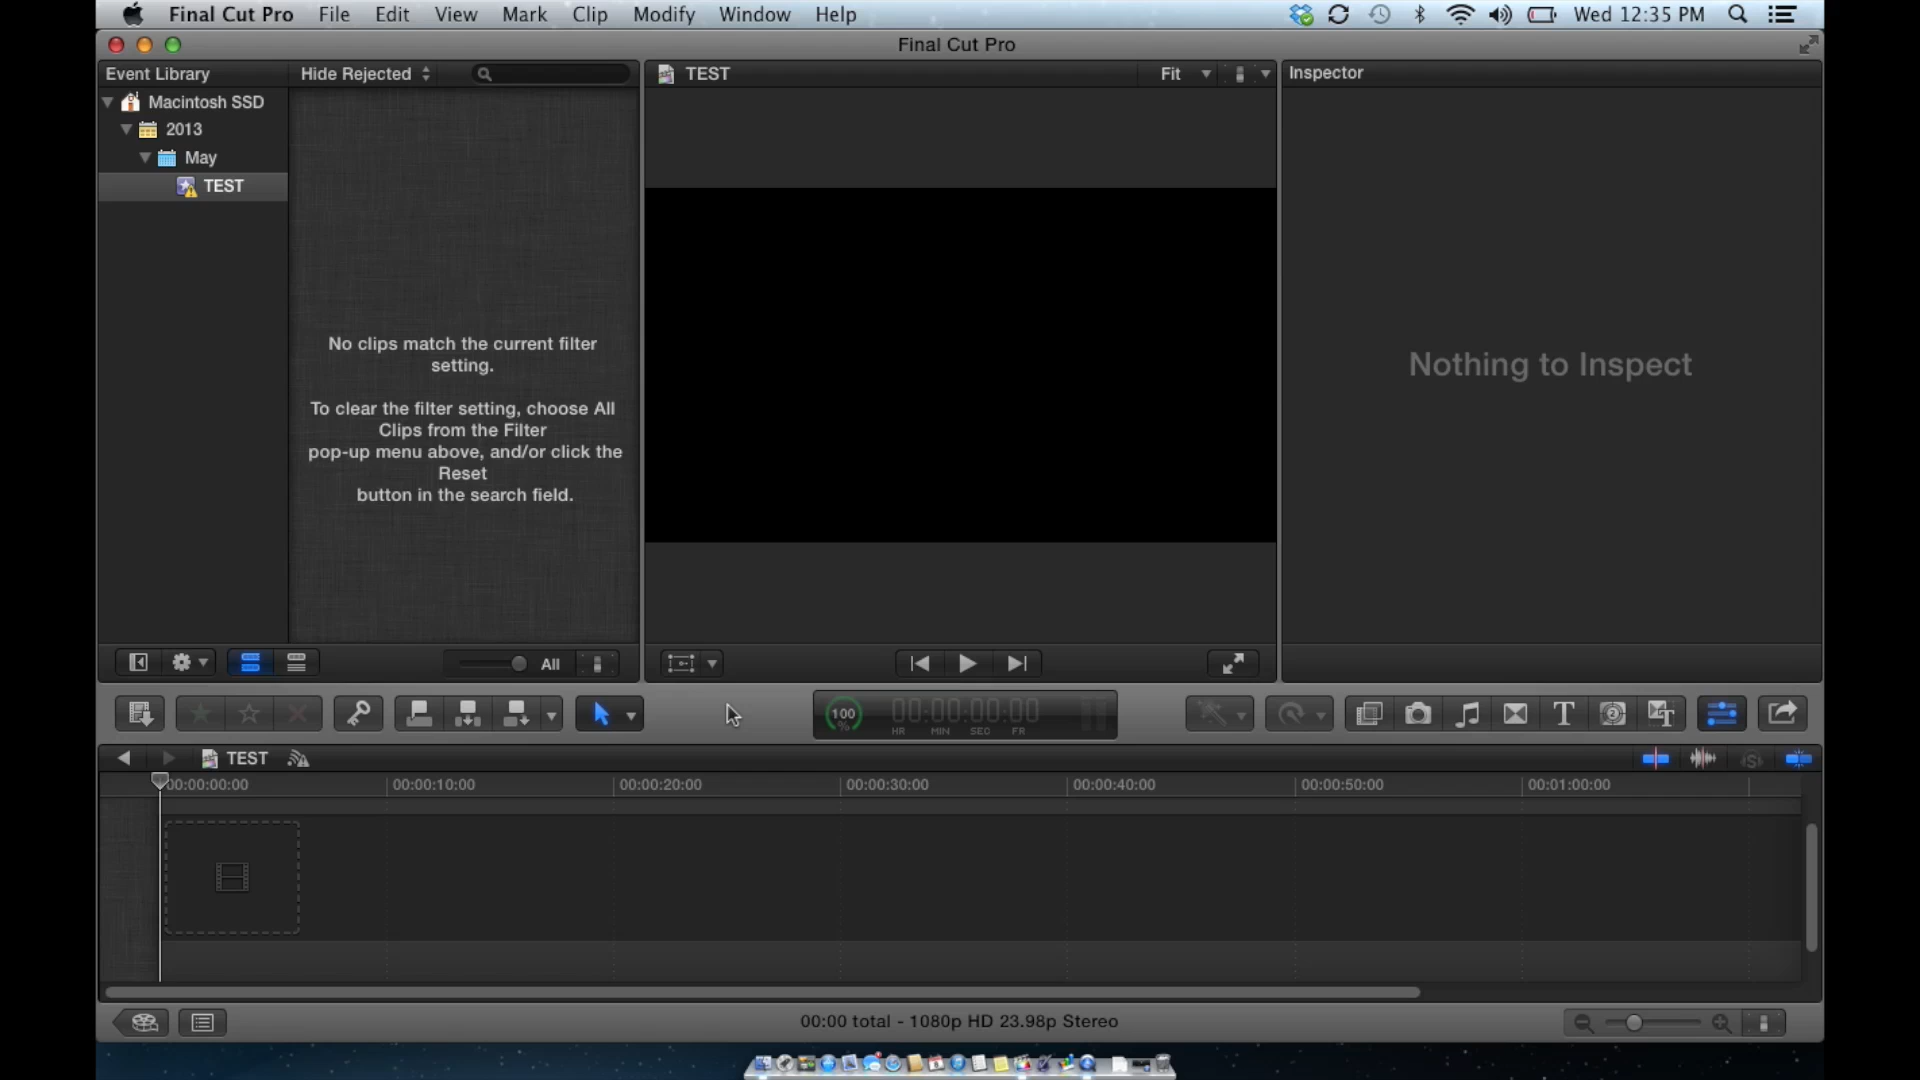 Final Cut Pro File Edit View Mark Clip Modify Window Help Wed 12:35 PM
Final Cut Pro
Event Library Hide Rejected TEST Fit Inspector
Macintosh SSD
2013
May
TEST
No clips match the current filter
setting.
To clear the filter setting, choose All
Clips from the Filter
pop-up menu above, and/or click the
Reset
button in the search field.
Nothing to Inspect
All
100
%
00:00:00:00
HR MIN SEC FR
TEST
00:00:00:00 00:00:10:00 00:00:20:00 00:00:30:00 00:00:40:00 00:00:50:00 00:01:00:00
00:00 total - 1080p HD 23.98p Stereo